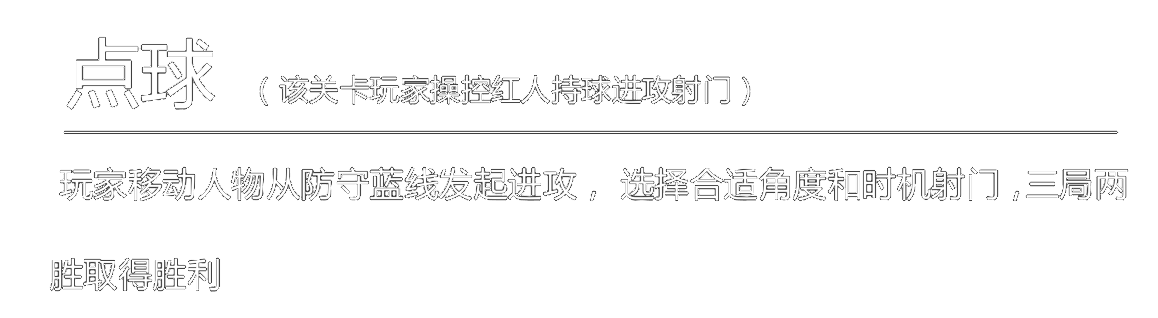 点球 （该关卡玩家操控红人持球进攻射门）
玩家移动人物从防守蓝线发起进攻， 选择合适角度和时机射门，三局两
胜取得胜利